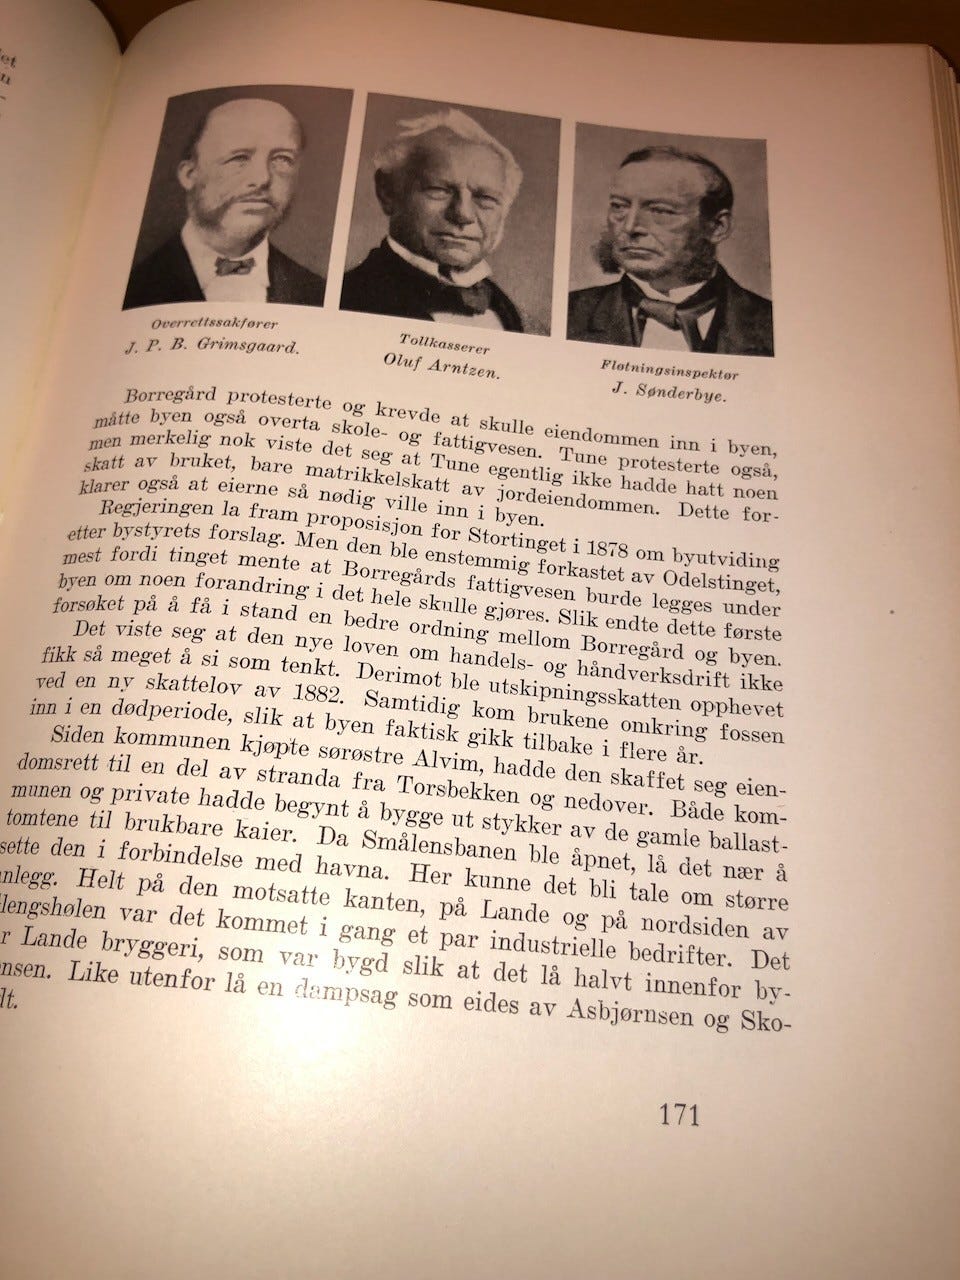 et
n
Overrettssakfører
J. P. B. Grimsgaard.
Tollkasserer
Oluf Arntzen.
Fløtningsinspektør
J. Sønderbye.
Borregård protesterte og krevde at skulle eiendommen inn i byen,
måtte byen også overta skole- og fattigvesen. Tune protesterte også,
men merkelig nok viste det seg at Tune egentlig ikke hadde hatt noen
skatt av bruket, bare matrikkelskatt av jordeiendommen. Dette for-
klarer også at eierne så nødig ville inn i byen.
Regjeringen la fram proposisjon for Stortinget i 1878 om byutviding
etter bystyrets forslag. Men den ble enstemmig forkastet av Odelstinget,
mest fordi tinget mente at Borregårds fattigvesen burde legges under
byen om noen forandring i det hele skulle gjøres. Slik endte dette første
forsøket på å få i stand en bedre ordning mellom Borregård og byen.
Det viste seg at den nye loven om handels- og håndverksdrift ikke
fikk så meget å si som tenkt. Derimot ble utskipningsskatten opphevet
ved en ny skattelov av 1882. Samtidig kom brukene omkring fossen
inn i en dødperiode, slik at byen faktisk gikk tilbake i flere år.
Siden kommunen kjøpte sørøstre Alvim, hadde den skaffet seg eien-
domsrett til en del av stranda fra Torsbekken og nedover. Både kom-
munen og private hadde begynt å bygge ut stykker av de gamle ballast-
tomtene til brukbare kaier. Da Smålensbanen ble åpnet, lå det nær å
sette den i forbindelse med havna. Her kunne det bli tale om større
nlegg. Helt på den motsatte kanten, på Lande og på nordsiden av
lengshølen var det kommet i gang et par industrielle bedrifter. Det
r Lande bryggeri, som var bygd slik at det lå halvt innenfor by-
nsen. Like utenfor lå en dampsag som eides av Asbjørnsen og Sko-
lt.
171